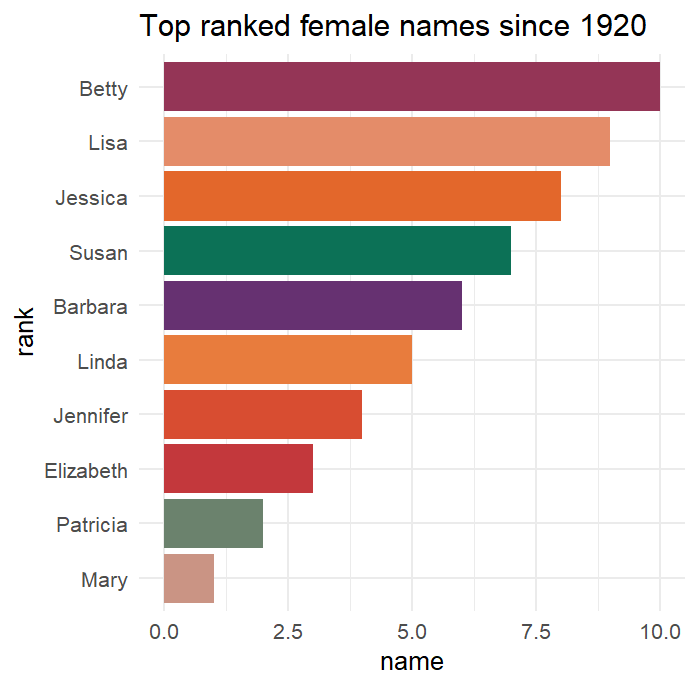 Top ranked female names since 1920
Betty
Lisa
Jessica
Susan
Barbara
Linda
Jennifer
Elizabeth
Patricia
Mary
rank
0.0 2.5 5.0 7.5 10.0
name